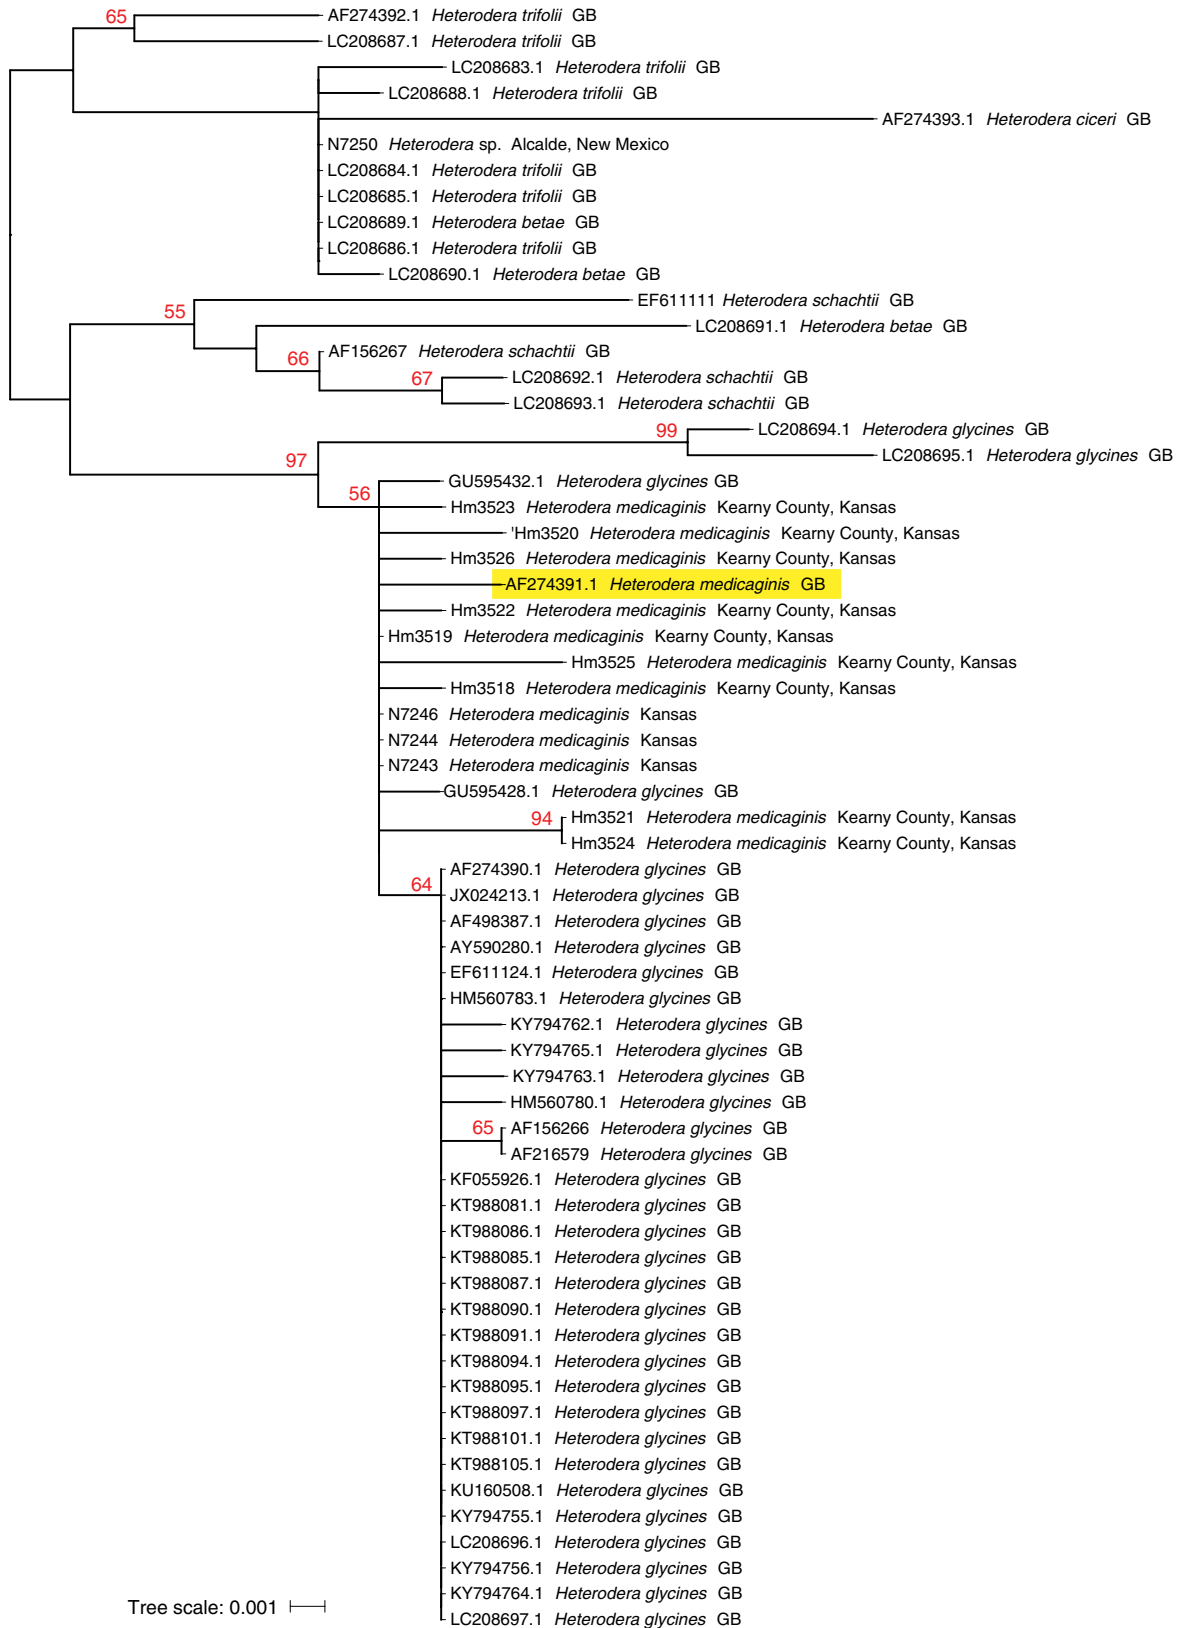 65
AF274392.1 Heterodera trifolii GB
LC208687.1 Heterodera trifolii GB
LC208683.1 Heterodera trifolii GB
LC208688.1 Heterodera trifolii GB
AF274393.1 Heterodera ciceri GB
N7250 Heterodera sp. Alcalde, New Mexico
LC208684.1 Heterodera trifolii GB
LC208685.1 Heterodera trifolii GB
LC208689.1 Heterodera betae GB
LC208686.1 Heterodera trifolii GB
LC208690.1 Heterodera betae GB
EF611111 Heterodera schachtii GB
55
LC208691.1 Heterodera betae GB
AF156267 Heterodera schachtii GB
66
LC208692.1 Heterodera schachtii GB
67
LC208693.1 Heterodera schachtii GB
LC208694.1 Heterodera glycines GB
99
LC208695.1 Heterodera glycines GB
97
GU595432.1 Heterodera glycines GB
56
Hm3523 Heterodera medicaginis Kearny County, Kansas
'Hm3520 Heterodera medicaginis Kearny County, Kansas
Hm3526 Heterodera medicaginis Kearny County, Kansas
AF274391.1 Heterodera medicaginis GB
Hm3522 Heterodera medicaginis Kearny County, Kansas
Hm3519 Heterodera medicaginis Kearny County, Kansas
Hm3525 Heterodera medicaginis Kearny County, Kansas
Hm3518 Heterodera medicaginis Kearny County, Kansas
N7246 Heterodera medicaginis Kansas
N7244 Heterodera medicaginis Kansas
N7243 Heterodera medicaginis Kansas
GU595428.1 Heterodera glycines GB
94
Hm3521 Heterodera medicaginis Kearny County, Kansas
Hm3524 Heterodera medicaginis Kearny County, Kansas
AF274390.1 Heterodera glycines GB
64
JX024213.1 Heterodera glycines GB
AF498387.1 Heterodera glycines GB
AY590280.1 Heterodera glycines GB
EF611124.1 Heterodera glycines GB
HM560783.1 Heterodera glycines GB
KY794762.1 Heterodera glycines GB
KY794765.1 Heterodera glycines GB
KY794763.1 Heterodera glycines GB
HM560780.1 Heterodera glycines GB
65
AF156266 Heterodera glycines GB
AF216579 Heterodera glycines GB
KF055926.1 Heterodera glycines GB
KT988081.1 Heterodera glycines GB
KT988086.1 Heterodera glycines GB
KT988085.1 Heterodera glycines GB
KT988087.1 Heterodera glycines GB
KT988090.1 Heterodera glycines GB
KT988091.1 Heterodera glycines GB
KT988094.1 Heterodera glycines GB
KT988095.1 Heterodera glycines GB
KT988097.1 Heterodera glycines GB
KT988101.1 Heterodera glycines GB
KT988105.1 Heterodera glycines GB
KU160508.1 Heterodera glycines GB
KY794755.1 Heterodera glycines GB
LC208696.1 Heterodera glycines GB
KY794756.1 Heterodera glycines GB
KY794764.1 Heterodera glycines GB
LC208697.1 Heterodera glycines GB
Tree scale: 0.001